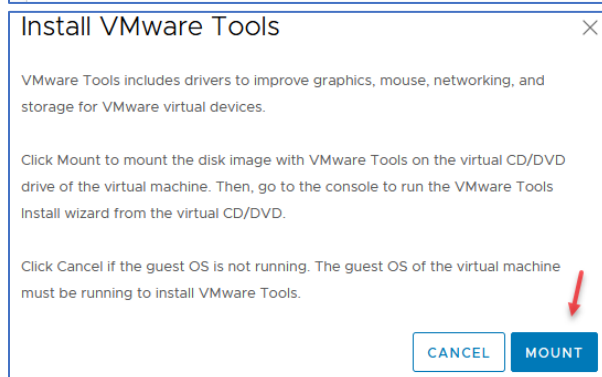 Install VMware Tools
VMware Tools includes drivers to improve graphics, mouse, networking, and
storage for VMware virtual devices.
Click Mount to mount the disk image with VMware Tools on the virtual CD/DVD
drive of the virtual machine. Then, go to the console to run the VMware Tools
Install wizard from the virtual CD/DVD.
Click Cancel if the guest OS is not running. The guest OS of the virtual machine
must be running to install VMware Tools.
CANCEL MOUNT